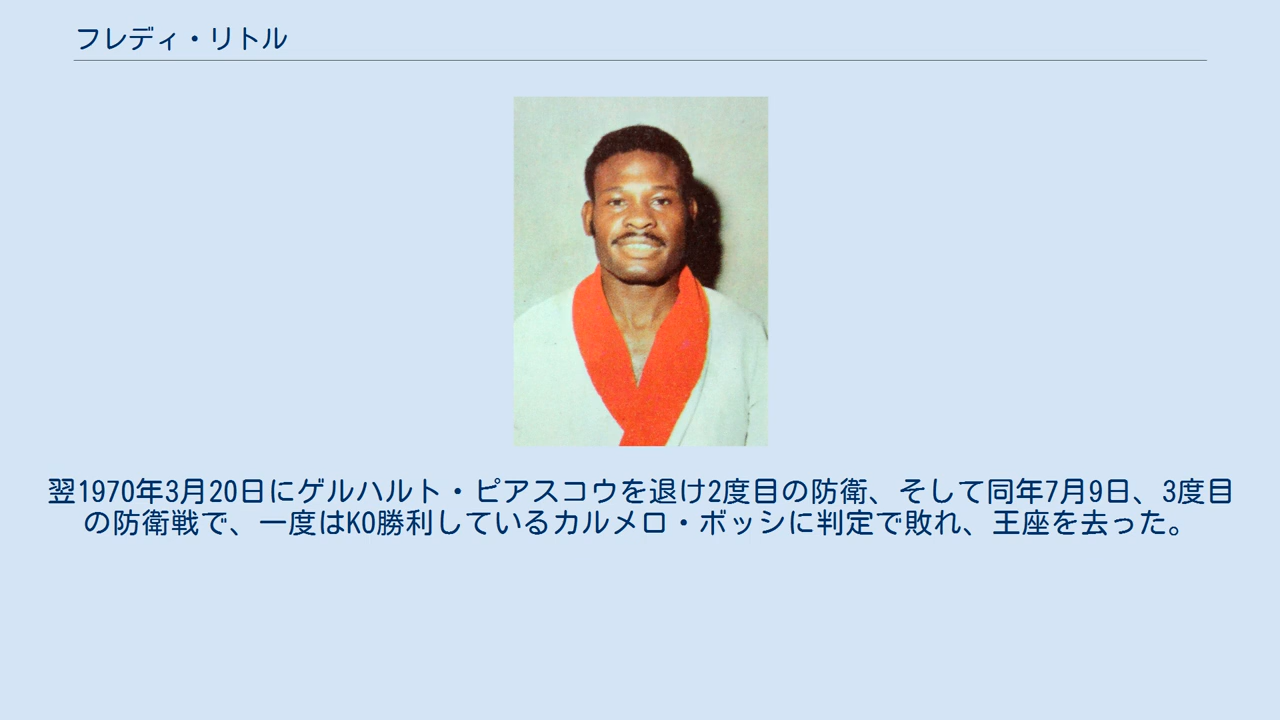 フレディ・リトル
翌1970年3月20日にゲルハルト・ピアスコウを退け2度目の防衛、そして同年7月9日、3度目
の防衛戦で、一度はKO勝利しているカルメロ・ボッシに判定で敗れ、王座を去った。